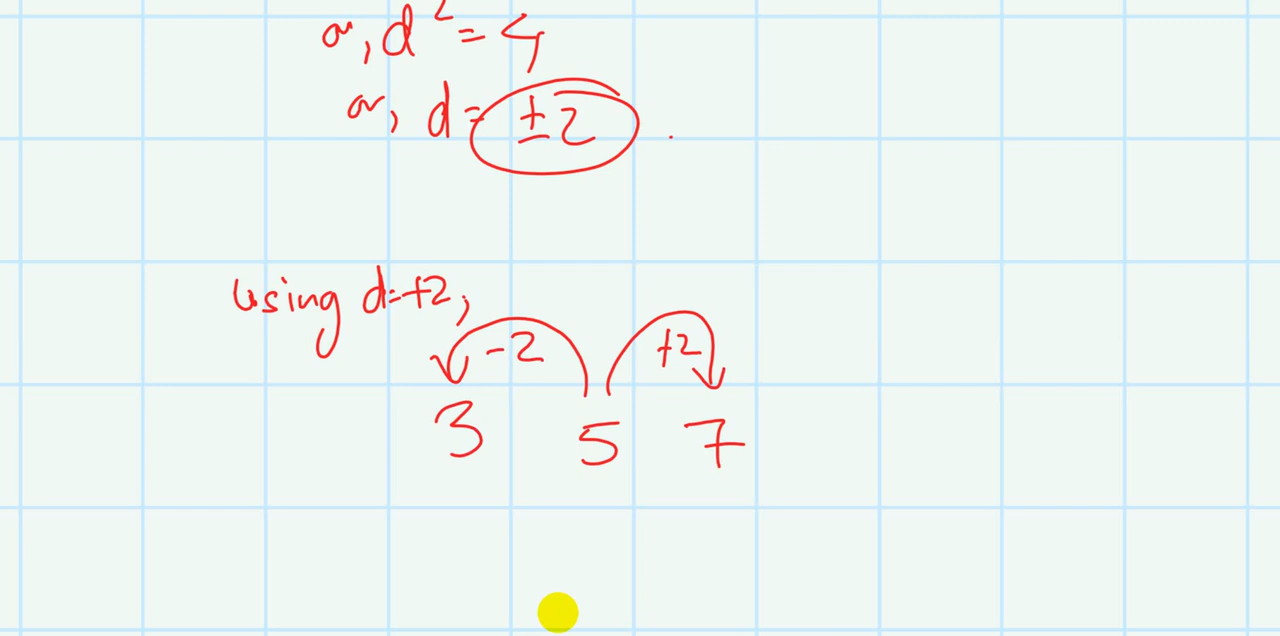 or, d² = 4
or, d = ±2
using d=+2,
-2 +2
3 5 7